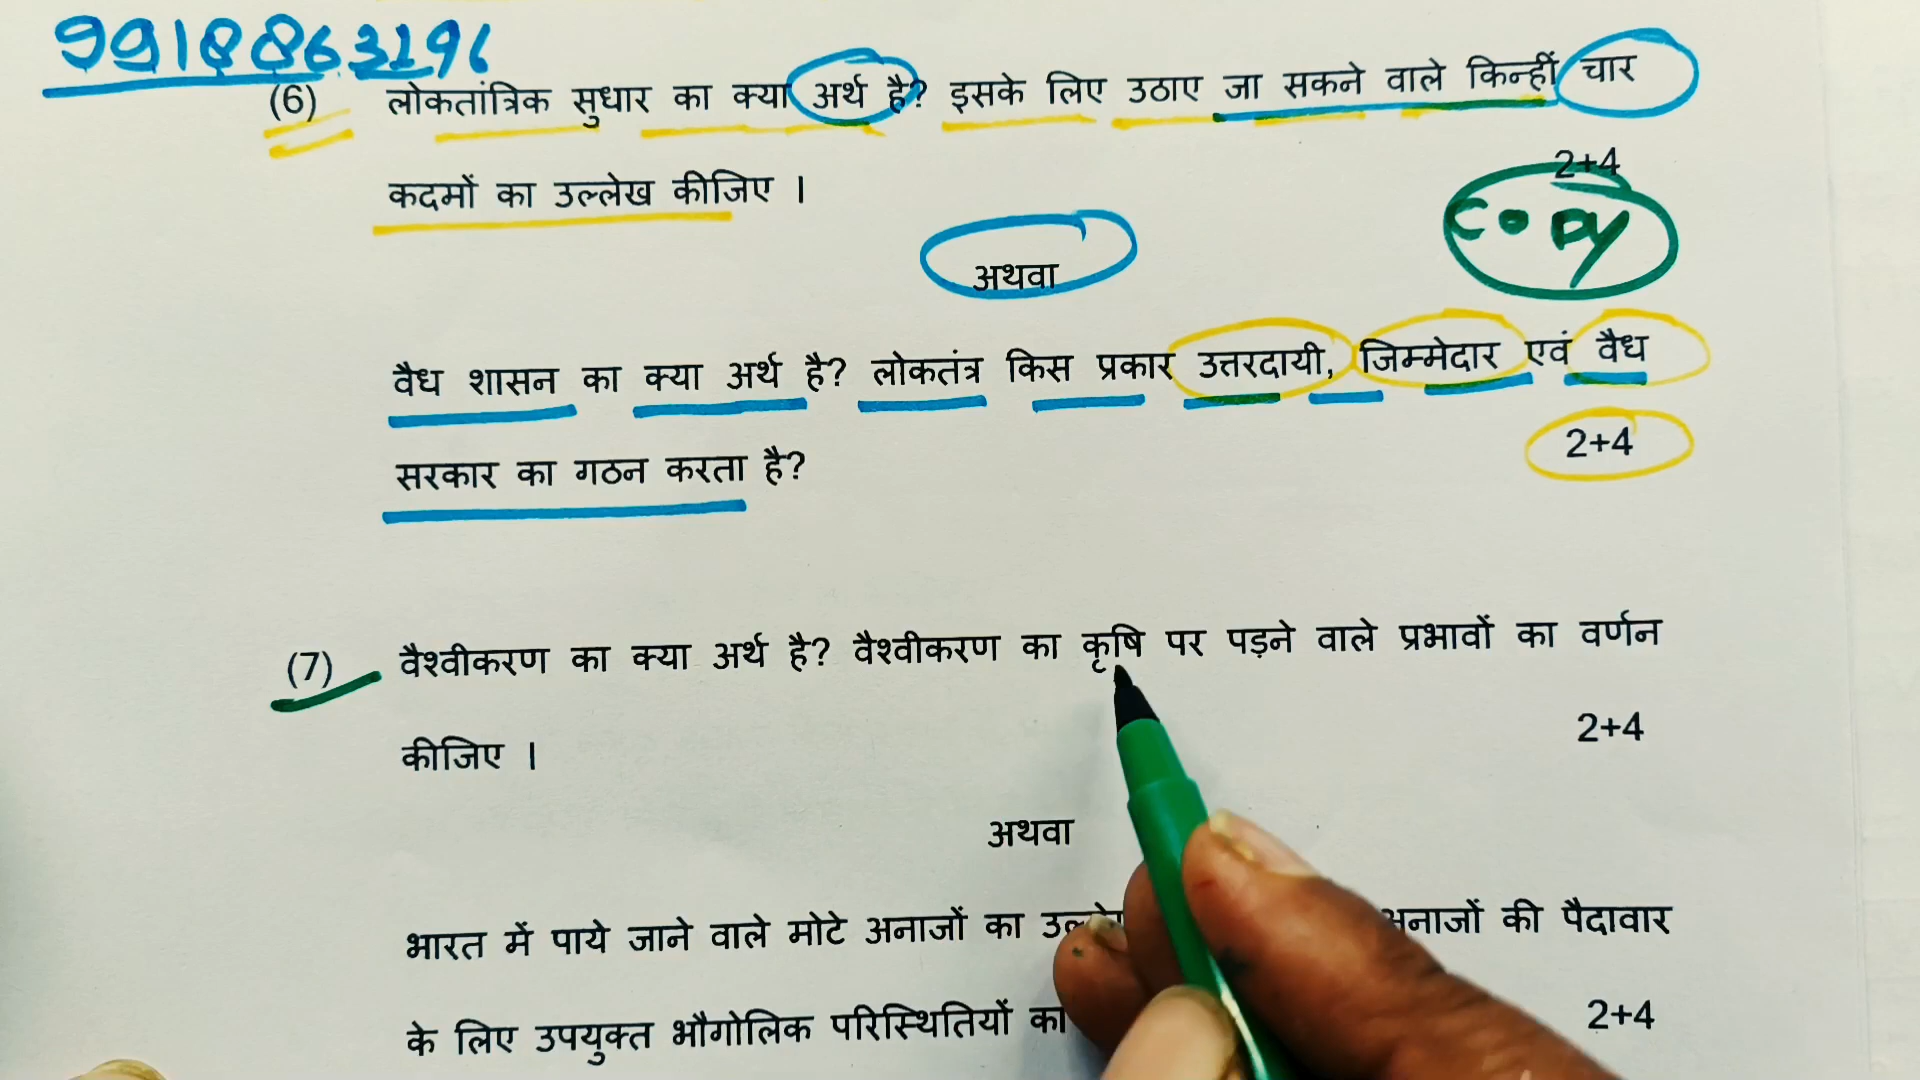 9918863196
(6) लोकतांत्रिक सुधार का क्या अर्थ है? इसके लिए उठाए जा सकने वाले किन्हीं चार
कदमों का उल्लेख कीजिए । 2+4
COPY
अथवा
वैध शासन का क्या अर्थ है? लोकतंत्र किस प्रकार उत्तरदायी, जिम्मेदार एवं वैध
सरकार का गठन करता है? 2+4
(7) वैश्वीकरण का क्या अर्थ है? वैश्वीकरण का कृषि पर पड़ने वाले प्रभावों का वर्णन
कीजिए । 2+4
अथवा
भारत में पाये जाने वाले मोटे अनाजों का अनाजों की पैदावार
के लिए उपयुक्त भौगोलिक परिस्थितियों का 2+4